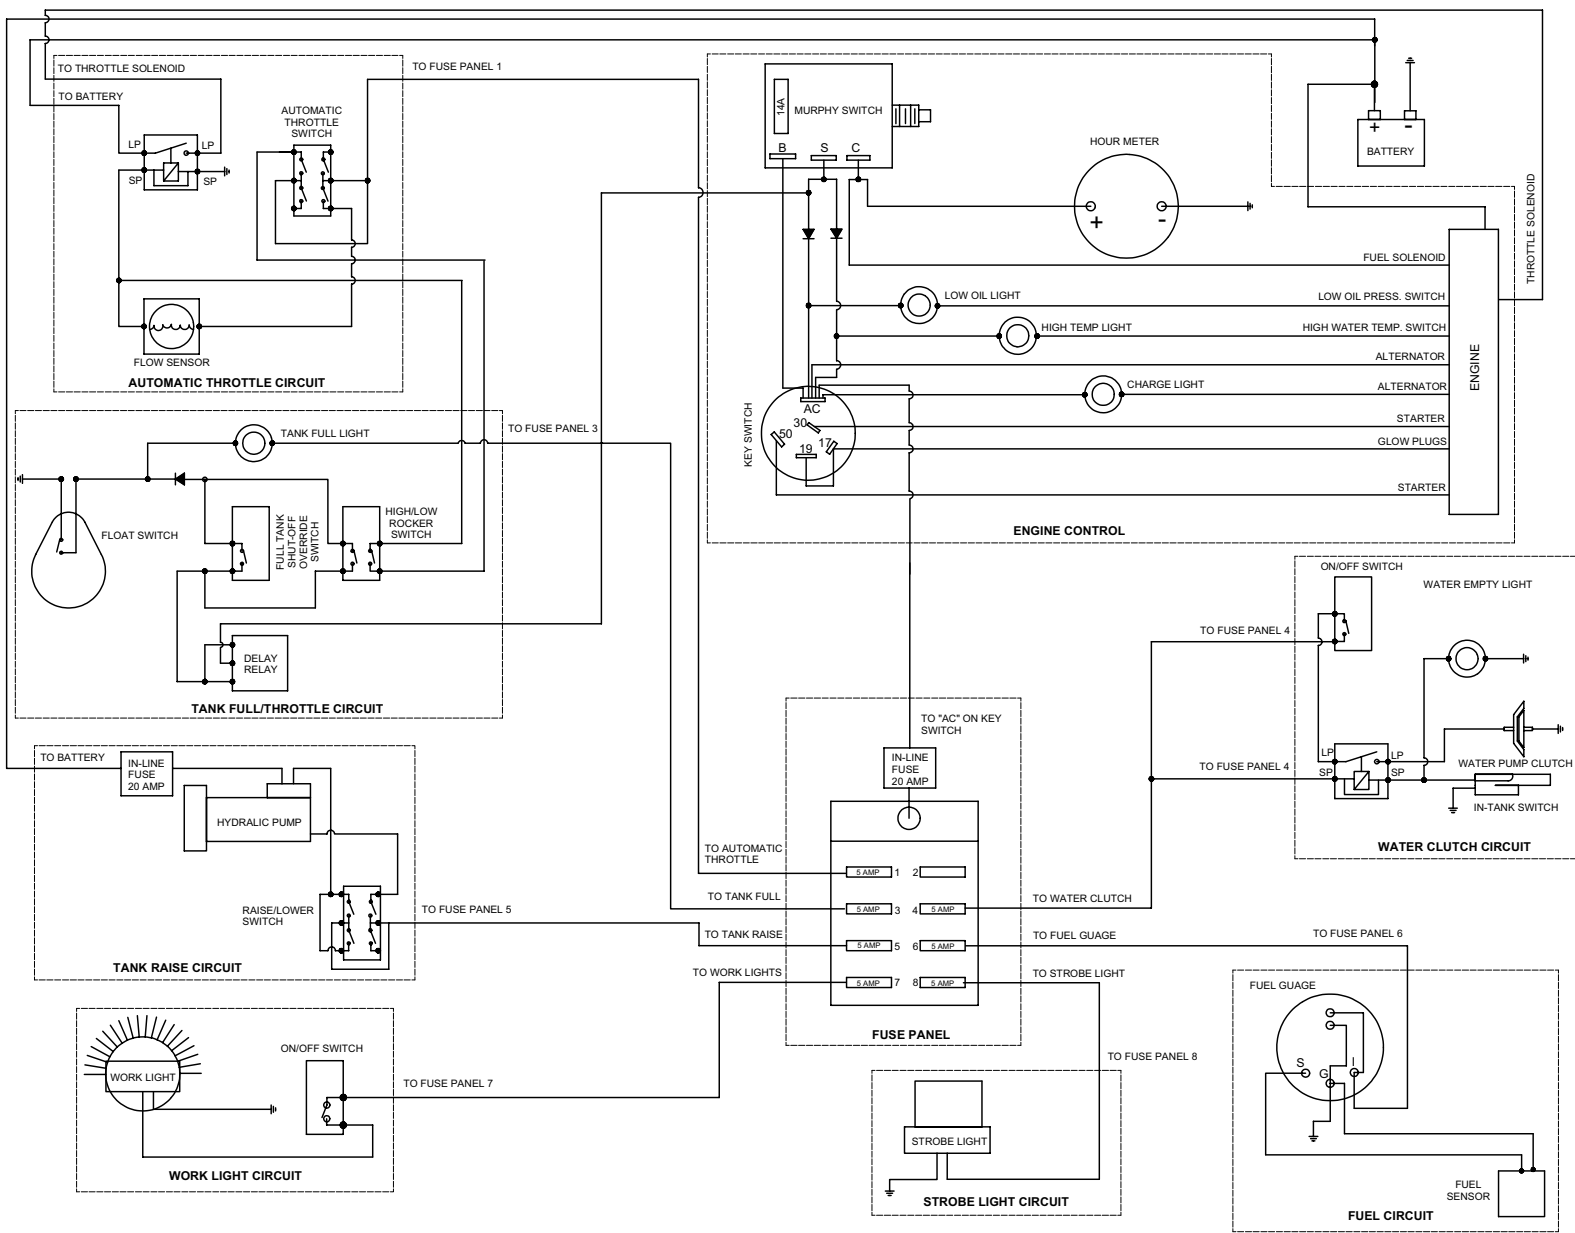 TO THROTTLE SOLENOID
TO BATTERY
LP
LP
SP
SP
AUTOMATIC
THROTTLE
SWITCH
TO FUSE PANEL 1
FLOW SENSOR
AUTOMATIC THROTTLE CIRCUIT
14A
MURPHY SWITCH
B
S
C
HOUR METER
+
-
+
-
BATTERY
THROTTLE SOLENOID
FUEL SOLENOID
LOW OIL LIGHT
LOW OIL PRESS. SWITCH
HIGH TEMP LIGHT
HIGH WATER TEMP. SWITCH
ALTERNATOR
CHARGE LIGHT
ALTERNATOR
STARTER
GLOW PLUGS
STARTER
ENGINE
KEY SWITCH
AC
30
50
17
19
ENGINE CONTROL
TANK FULL LIGHT
TO FUSE PANEL 3
FLOAT SWITCH
FULL TANK
SHUT-OFF
OVERRIDE
SWITCH
HIGH/LOW
ROCKER
SWITCH
DELAY
RELAY
TANK FULL/THROTTLE CIRCUIT
ON/OFF SWITCH
WATER EMPTY LIGHT
TO FUSE PANEL 4
TO FUSE PANEL 4
LP
LP
SP
SP
WATER PUMP CLUTCH
IN-TANK SWITCH
WATER CLUTCH CIRCUIT
TO BATTERY
IN-LINE
FUSE
20 AMP
HYDRALIC PUMP
RAISE/LOWER
SWITCH
TO FUSE PANEL 5
TANK RAISE CIRCUIT
TO "AC" ON KEY
SWITCH
IN-LINE
FUSE
20 AMP
TO AUTOMATIC
THROTTLE
5 AMP
1
2
TO TANK FULL
5 AMP
3
4
5 AMP
TO WATER CLUTCH
TO TANK RAISE
5 AMP
5
6
5 AMP
TO FUEL GUAGE
TO FUSE PANEL 6
TO WORK LIGHTS
5 AMP
7
8
5 AMP
TO STROBE LIGHT
FUSE PANEL
WORK LIGHT
ON/OFF SWITCH
TO FUSE PANEL 7
WORK LIGHT CIRCUIT
TO FUSE PANEL 8
STROBE LIGHT
STROBE LIGHT CIRCUIT
FUEL GUAGE
S
G
I
FUEL
SENSOR
FUEL CIRCUIT